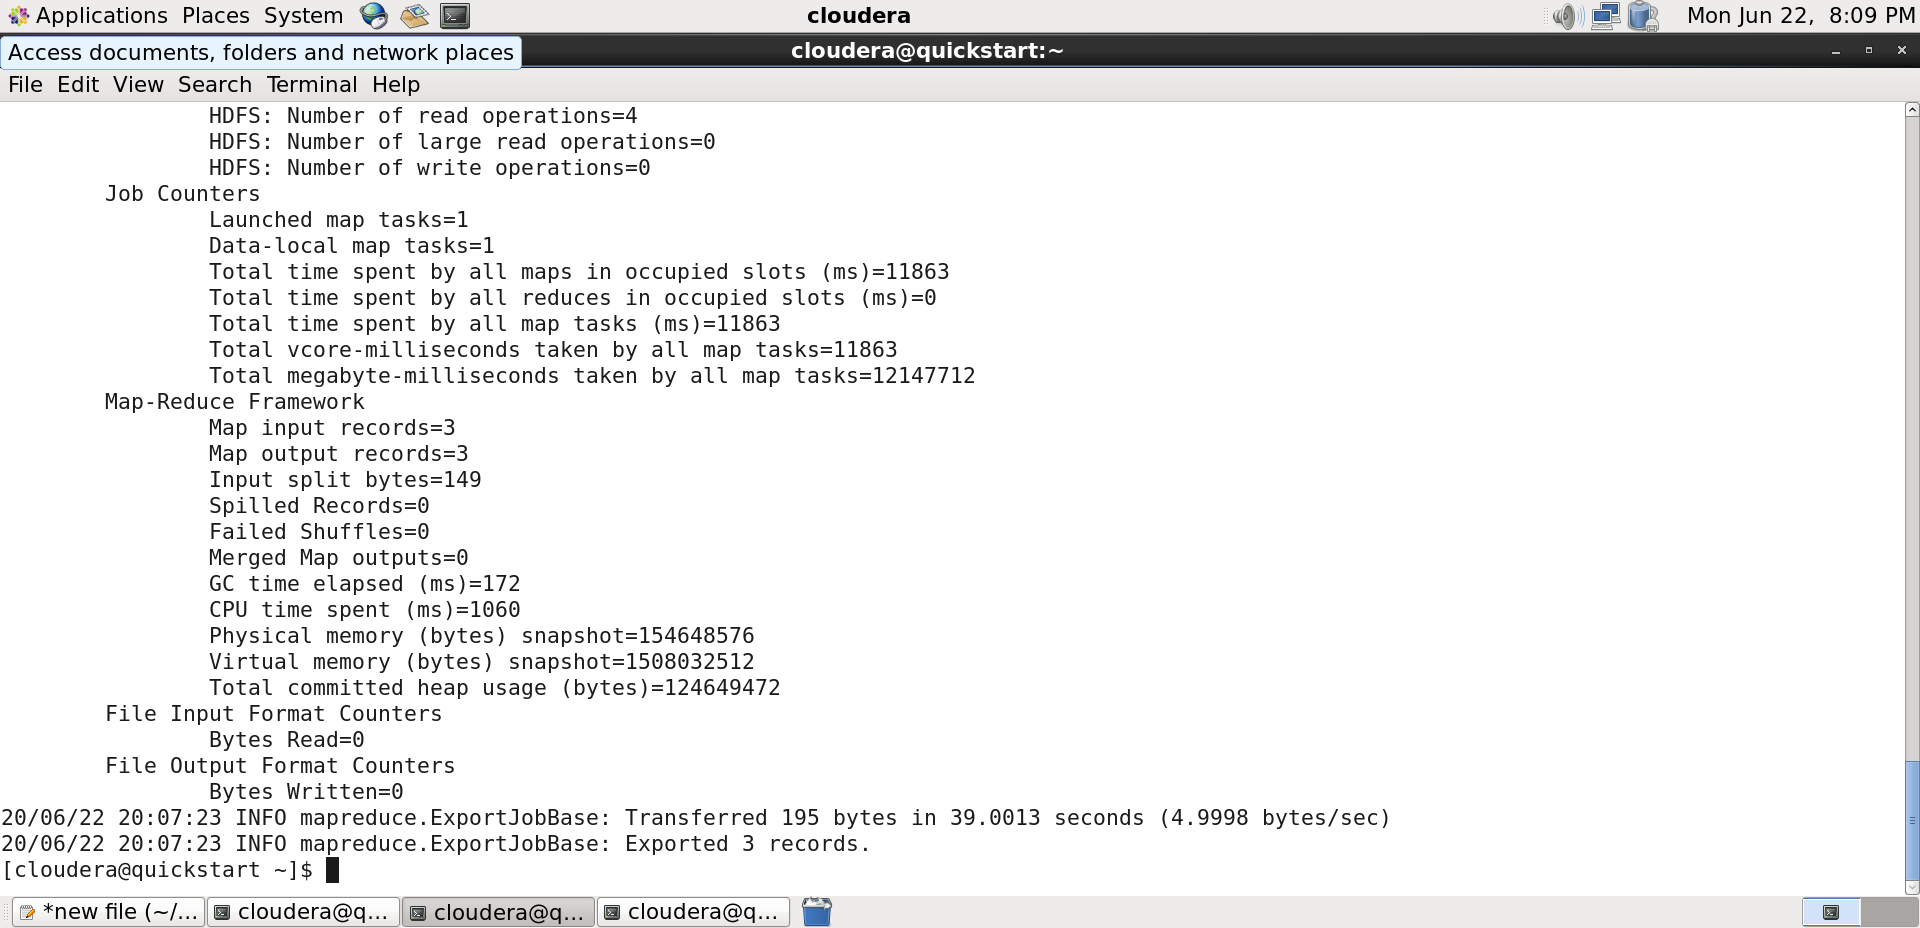 Applications Places System
cloudera
Mon Jun 22, 8:09 PM
Access documents, folders and network places
cloudera@quickstart:~
File Edit View Search Terminal Help
HDFS: Number of read operations=4
HDFS: Number of large read operations=0
HDFS: Number of write operations=0
Job Counters
Launched map tasks=1
Data-local map tasks=1
Total time spent by all maps in occupied slots (ms)=11863
Total time spent by all reduces in occupied slots (ms)=0
Total time spent by all map tasks (ms)=11863
Total vcore-milliseconds taken by all map tasks=11863
Total megabyte-milliseconds taken by all map tasks=12147712
Map-Reduce Framework
Map input records=3
Map output records=3
Input split bytes=149
Spilled Records=0
Failed Shuffles=0
Merged Map outputs=0
GC time elapsed (ms)=172
CPU time spent (ms)=1060
Physical memory (bytes) snapshot=154648576
Virtual memory (bytes) snapshot=1508032512
Total committed heap usage (bytes)=124649472
File Input Format Counters
Bytes Read=0
File Output Format Counters
Bytes Written=0
20/06/22 20:07:23 INFO mapreduce.ExportJobBase: Transferred 195 bytes in 39.0013 seconds (4.9998 bytes/sec)
20/06/22 20:07:23 INFO mapreduce.ExportJobBase: Exported 3 records.
[cloudera@quickstart ~]$
*new file (~/...
cloudera@q...
cloudera@q...
cloudera@q...